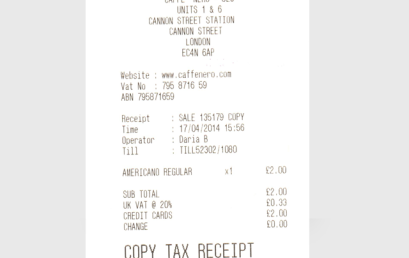 CAFFE NERO
UNITS 1 & 6
CANNON STREET STATION
CANNON STREET
LONDON
EC4N 6AP
Website : www.caffenero.com
Vat No : 795 8716 59
ABN 795871659
Receipt : SALE 135179 COPY
Time : 17/04/2014 15:56
Operator : Daria B
Till : TILL52302/1080
AMERICANO REGULAR x1 £2.00
SUB TOTAL £2.00
UK VAT @ 20% £0.33
CREDIT CARDS £2.00
CHANGE £0.00
COPY TAX RECEIPT